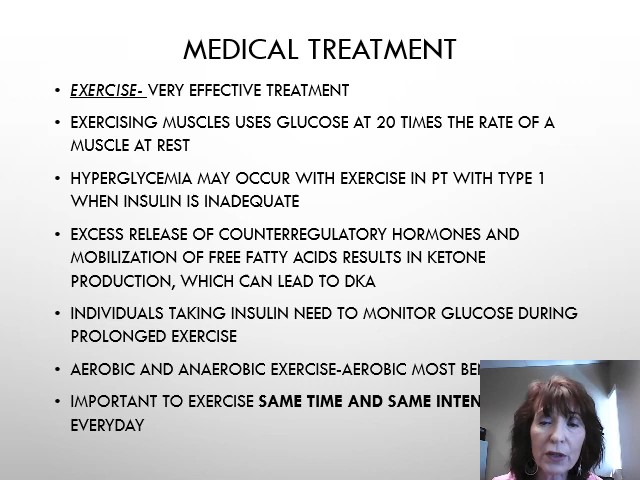 MEDICAL TREATMENT
• EXERCISE- VERY EFFECTIVE TREATMENT
• EXERCISING MUSCLES USES GLUCOSE AT 20 TIMES THE RATE OF A
MUSCLE AT REST
• HYPERGLYCEMIA MAY OCCUR WITH EXERCISE IN PT WITH TYPE 1
WHEN INSULIN IS INADEQUATE
• EXCESS RELEASE OF COUNTERREGULATORY HORMONES AND
MOBILIZATION OF FREE FATTY ACIDS RESULTS IN KETONE
PRODUCTION, WHICH CAN LEAD TO DKA
• INDIVIDUALS TAKING INSULIN NEED TO MONITOR GLUCOSE DURING
PROLONGED EXERCISE
• AEROBIC AND ANAEROBIC EXERCISE-AEROBIC MOST
• IMPORTANT TO EXERCISE SAME TIME AND SAME
EVERYDAY